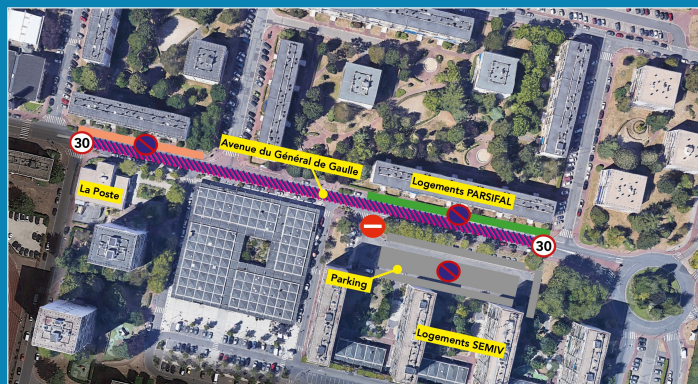 Avenue du Général de Gaulle
30
La Poste
Logements PARSIFAL
30
Parking
Logements SEMIV